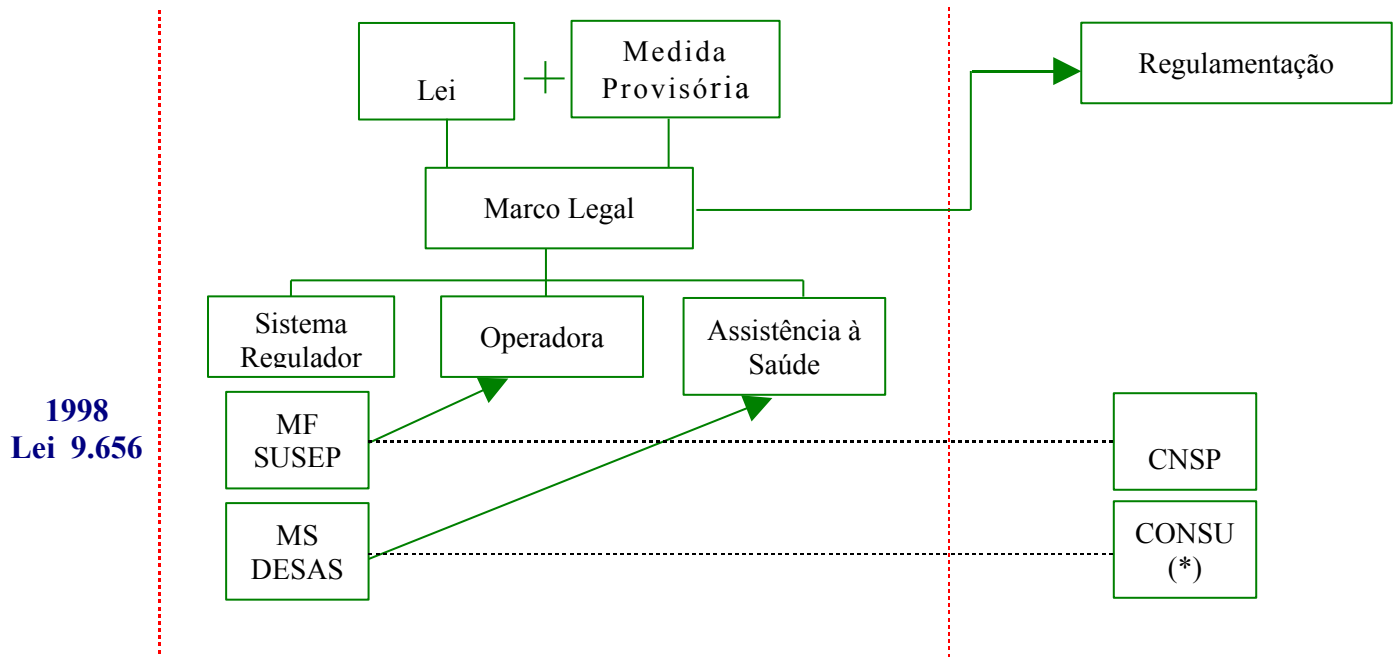 Lei
Medida
Provisória
Regulamentação
Marco Legal
Sistema
Regulador
Operadora
Assistência à
Saúde
1998
Lei 9.656
MF
SUSEP
CNSP
MS
DESAS
CONSU
(*)